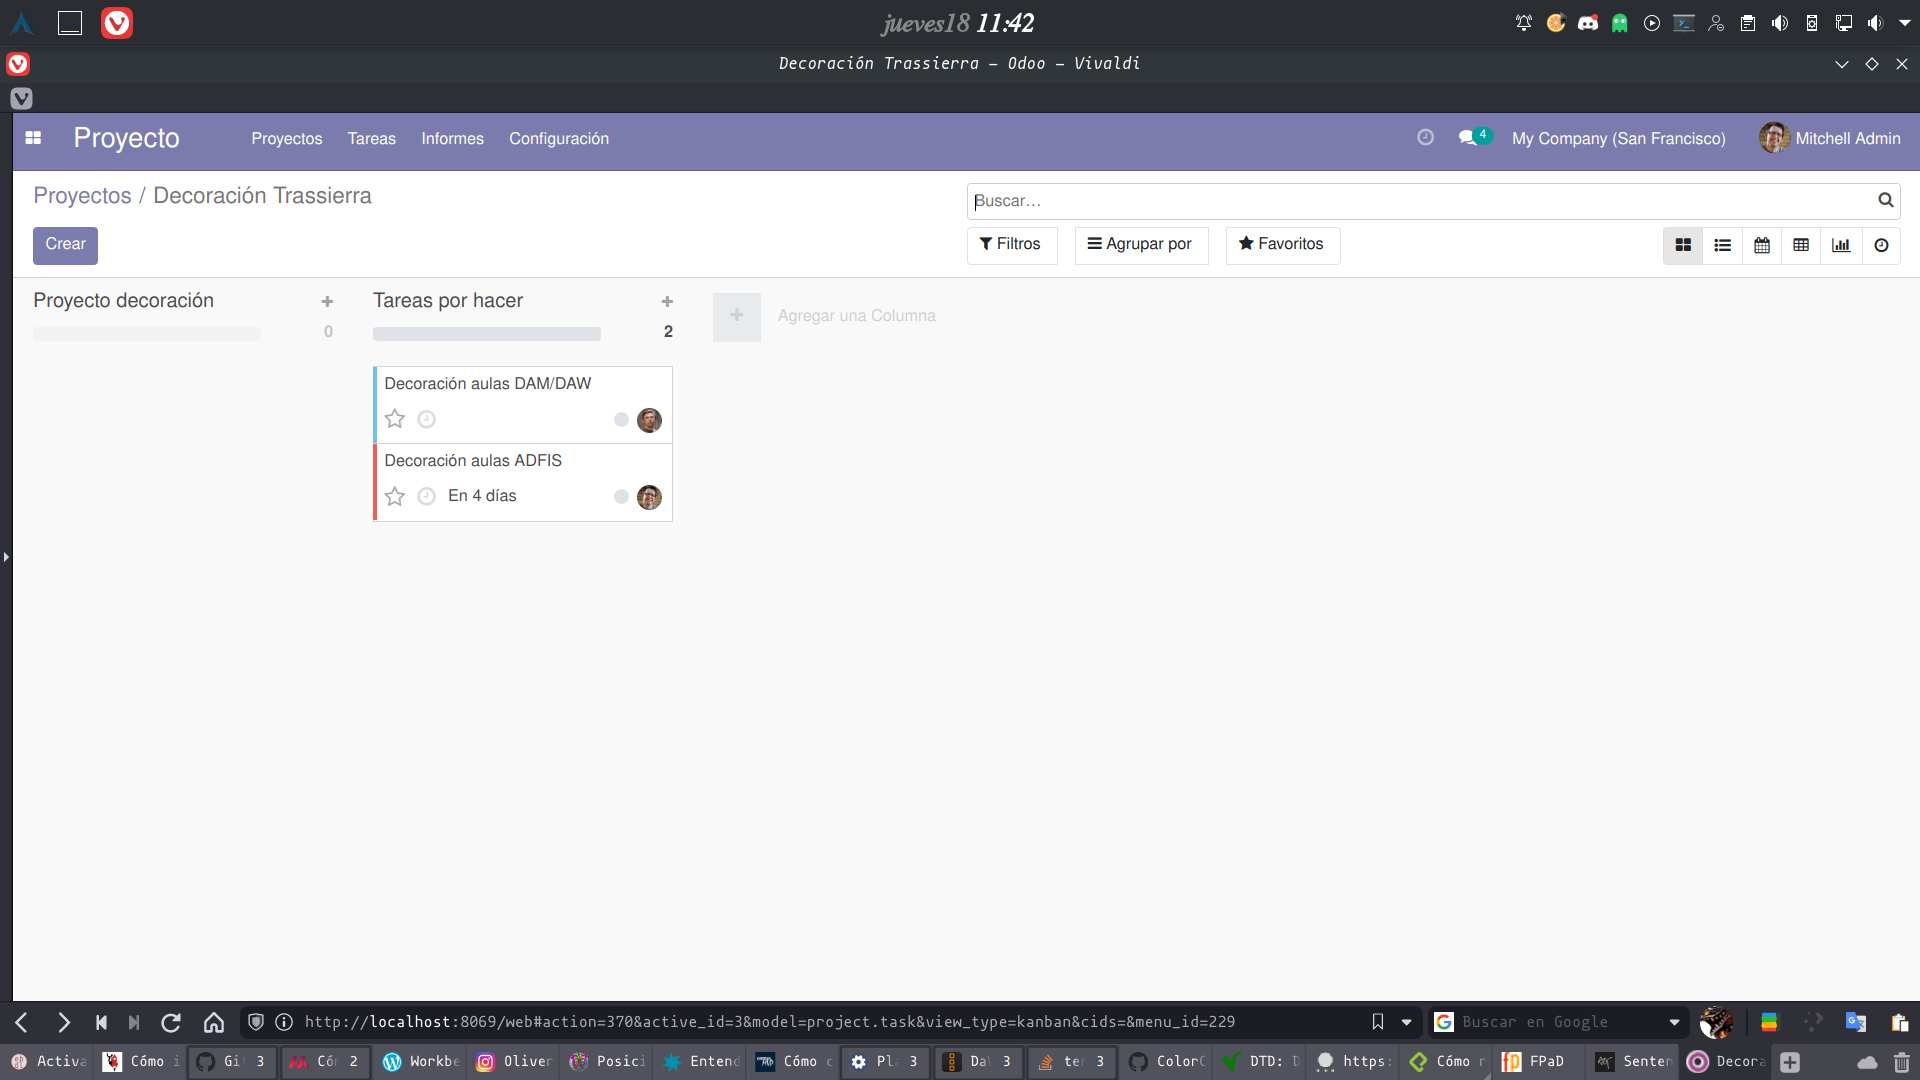 jueves18 11:42
Decoración Trassierra – Odoo – Vivaldi
Proyecto
Proyectos
Tareas
Informes
Configuración
4
My Company (San Francisco)
Mitchell Admin
Proyectos / Decoración Trassierra
Buscar...
Crear
Filtros
Agrupar por
Favoritos
Proyecto decoración
0
Tareas por hacer
2
Agregar una Columna
Decoración aulas DAM/DAW
Decoración aulas ADFIS
En 4 días
http://localhost:8069/web#action=370&active_id=3&model=project.task&view_type=kanban&cids=&menu_id=229
Buscar en Google
Activa
Cómo i
Gi 3
Có 2
Workbe
Oliver
Posici
Entend
Cómo c
Pl 3
Da 3
te 3
ColorC
DTD: D
https:
Cómo
FPaD
Senten
Decora